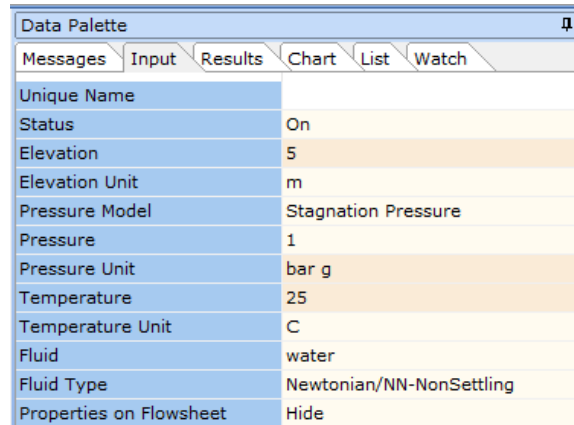 Data Palette
Messages Input Results Chart List Watch
Unique Name
Status On
Elevation 5
Elevation Unit m
Pressure Model Stagnation Pressure
Pressure 1
Pressure Unit bar g
Temperature 25
Temperature Unit C
Fluid water
Fluid Type Newtonian/NN-NonSettling
Properties on Flowsheet Hide